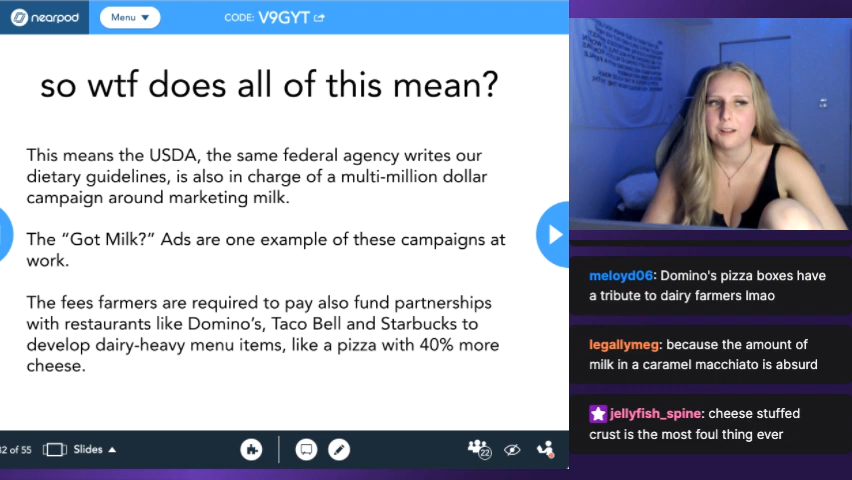 nearpod
Menu
CODE: V9GYT
so wtf does all of this mean?
This means the USDA, the same federal agency writes our
dietary guidelines, is also in charge of a multi-million dollar
campaign around marketing milk.
The “Got Milk?” Ads are one example of these campaigns at
work.
The fees farmers are required to pay also fund partnerships
with restaurants like Domino’s, Taco Bell and Starbucks to
develop dairy-heavy menu items, like a pizza with 40% more
cheese.
32 of 55
Slides
22
meloyd06: Domino's pizza boxes have
a tribute to dairy farmers lmao
legallymeg: because the amount of
milk in a caramel macchiato is absurd
jellyfish_spine: cheese stuffed
crust is the most foul thing ever